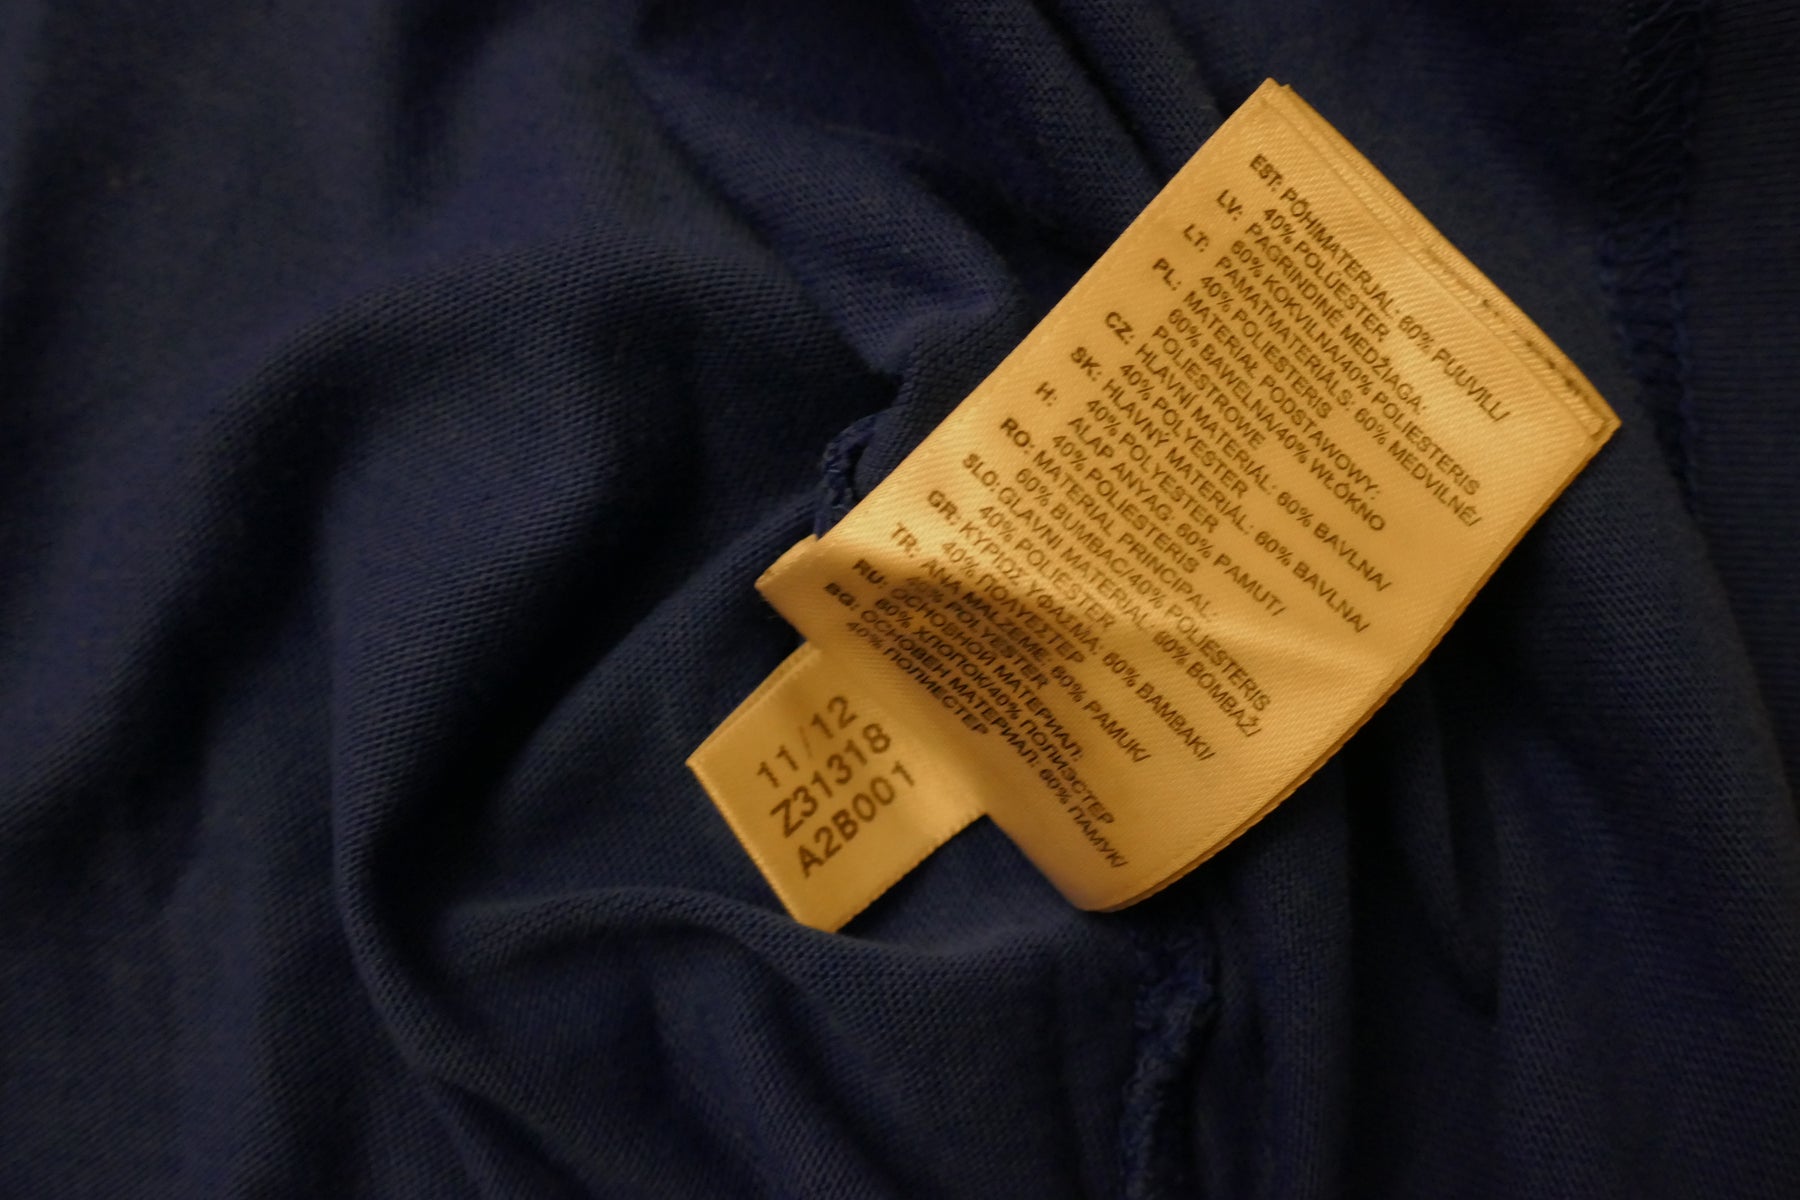 EST: PÕHIMATERJAL: 60% PUUVILL/
40% POLÜESTER
LV: PAGRINDINĖ MEDŽIAGA:
60% KOKVILNA/40% POLIESTERIS
LT: PAMATMATERIĀLS: 60% MEDVILNĖ/
40% POLIESTERIS
PL: MATERIAŁ PODSTAWOWY:
60% BAWEŁNA/40% WŁÓKNO
POLIESTROWE
CZ: HLAVNÍ MATERIÁL: 60% BAVLNA/
40% POLYESTER
SK: HLAVNÝ MATERIÁL: 60% BAVLNA/
40% POLYESTER
H: ALAP ANYAG: 60% PAMUT/
40% POLIESTERIS
RO: MATERIAL PRINCIPAL:
60% BUMBAC/40% POLIESTERIS
SLO: GLAVNI MATERIAL: 60% BOMBAŽ/
40% POLIESTER
GR: ΚΥΡΙΩΣ ΥΦΑΣΜΑ: 60% ΒΑΜΒΑΚΙ/
40% ΠΟΛΥΕΣΤΕΡ
TR: ANA MALZEME: 60% PAMUK/
40% POLYESTER
RU: ОСНОВНОЙ МАТЕРИАЛ:
60% ХЛОПОК/40% ПОЛИЭСТЕР
BG: ОСНОВЕН МАТЕРИАЛ: 60% ПАМУК/
40% ПОЛИЕСТЕР
11/12
Z31318
A2B001